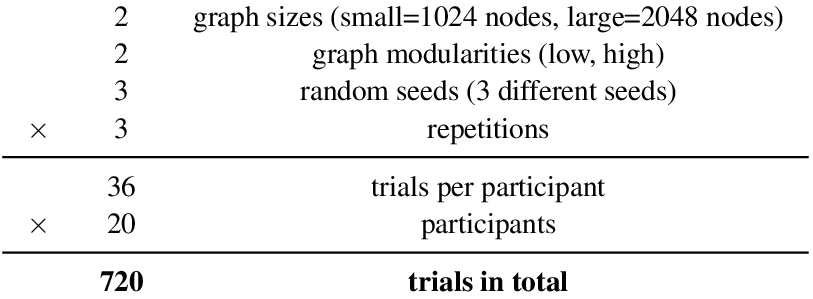 2 graph sizes (small=1024 nodes, large=2048 nodes)
2 graph modularities (low, high)
3 random seeds (3 different seeds)
× 3 repetitions
36 trials per participant
× 20 participants
720 trials in total